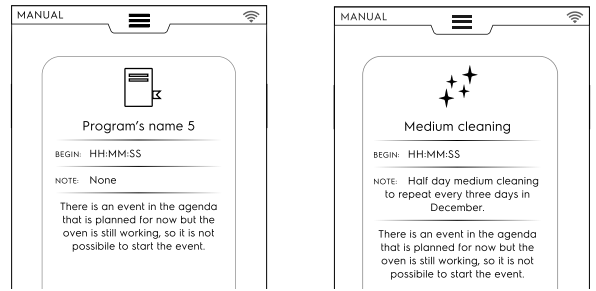 MANUAL
Program's name 5
BEGIN: HH:MM:SS
NOTE: None
There is an event in the agenda
that is planned for now but the
oven is still working, so it is not
possibile to start the event.
MANUAL
Medium cleaning
BEGIN: HH:MM:SS
NOTE: Half day medium cleaning
to repeat every three days in
December.
There is an event in the agenda
that is planned for now but the
oven is still working, so it is not
possibile to start the event.